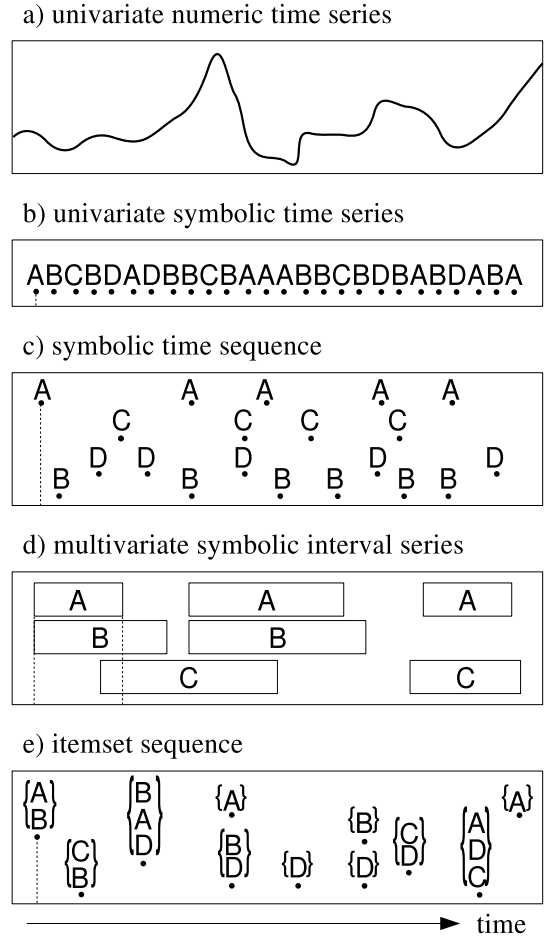 a) univariate numeric time series
b) univariate symbolic time series
ABCBDADBBCBAAABBCBDBABDABA
c) symbolic time sequence
A A A A A
C C C C
D D D D D
B B B B B B
d) multivariate symbolic interval series
A A A
B B
C C
e) itemset sequence
{A
B}
{C
B}
{B
A
D}
{A}
{B
D}
{D}
{B}
{D}
{C
D}
{A
D
C}
{A}
time